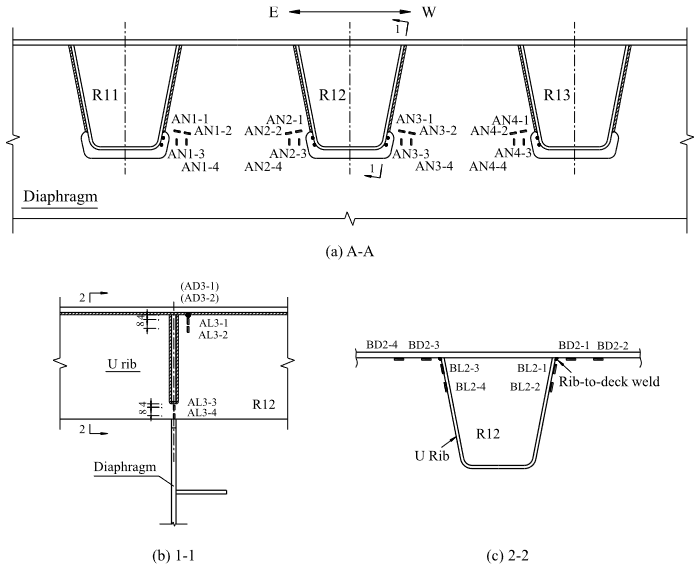 E W
1
R11 R12 R13
AN1-1 AN2-1 AN3-1 AN4-1
AN1-2 AN2-2 AN3-2 AN4-2
AN1-3 AN2-3 AN3-3 AN4-3
AN1-4 AN2-4 AN3-4 AN4-4
1
Diaphragm
(a) A-A
2
(AD3-1)
(AD3-2)
8 4
AL3-1
AL3-2
U rib
8 4
AL3-3
AL3-4
R12
2
Diaphragm
(b) 1-1
BD2-4 BD2-3 BD2-1 BD2-2
BL2-3 BL2-1
BL2-4 BL2-2
Rib-to-deck weld
R12
U Rib
(c) 2-2